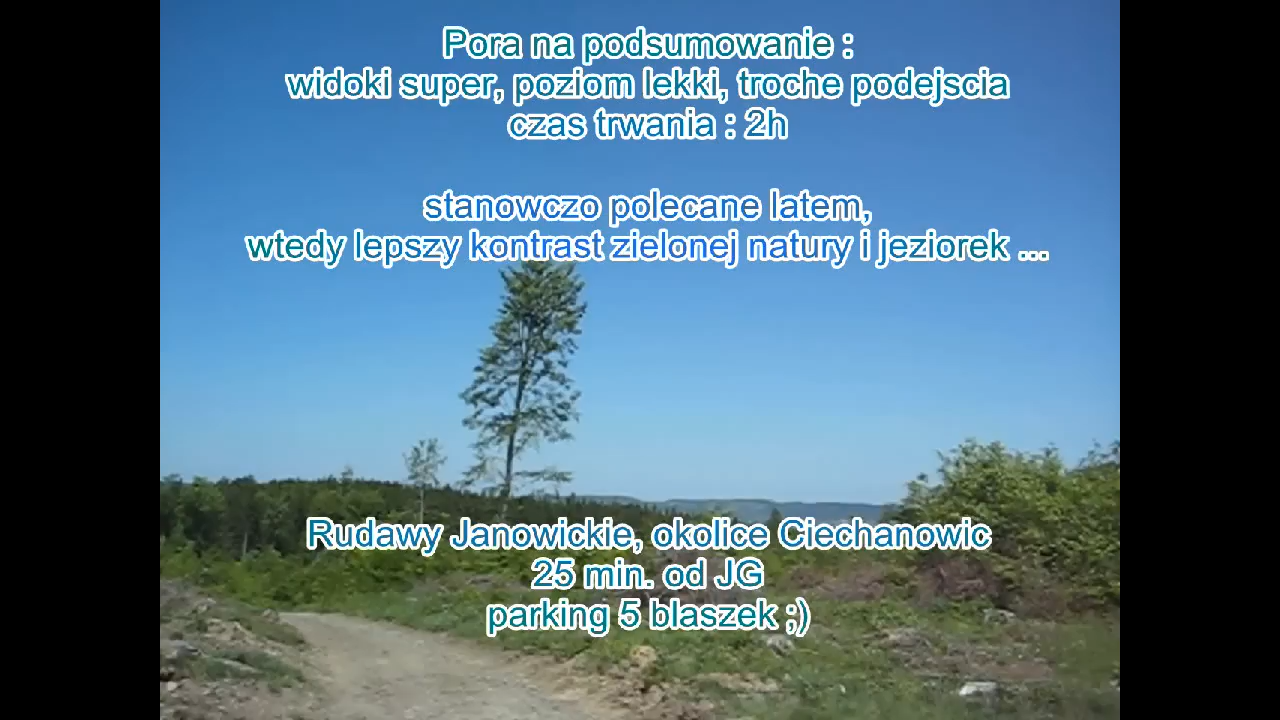 Pora na podsumowanie :
widoki super, poziom lekki, troche podejscia
czas trwania : 2h
stanowczo polecane latem,
wtedy lepszy kontrast zielonej natury i jeziorek ...
Rudawy Janowickie, okolice Ciechanowic
25 min. od JG
parking 5 blaszek ;)